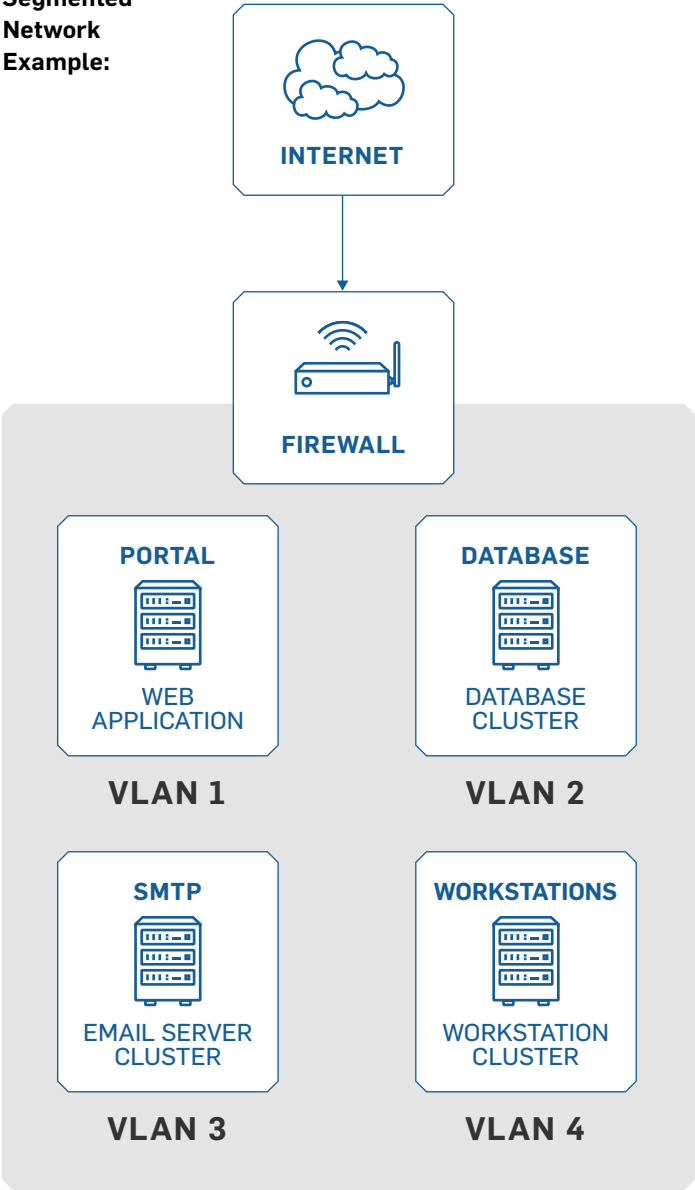 Segmented
Network
Example:
INTERNET
FIREWALL
PORTAL
WEB
APPLICATION
VLAN 1
DATABASE
DATABASE
CLUSTER
VLAN 2
SMTP
EMAIL SERVER
CLUSTER
VLAN 3
WORKSTATIONS
WORKSTATION
CLUSTER
VLAN 4